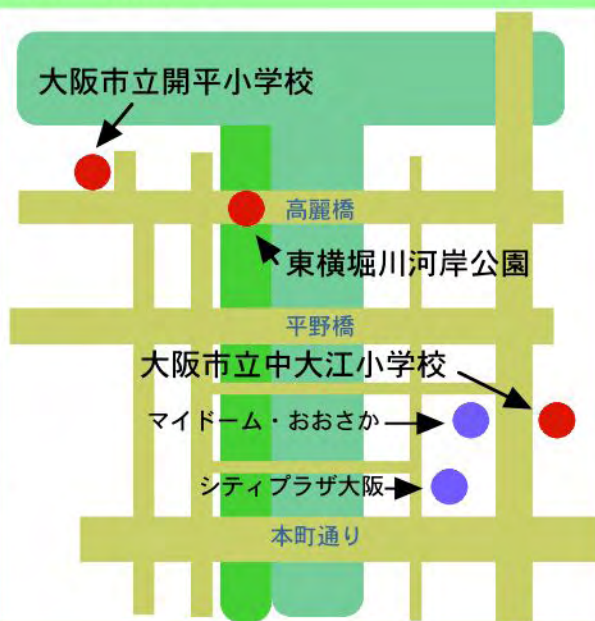 大阪市立開平小学校
高麗橋
東横堀川河岸公園
平野橋
大阪市立中大江小学校
マイドーム・おおさか
シティプラザ大阪
本町通り